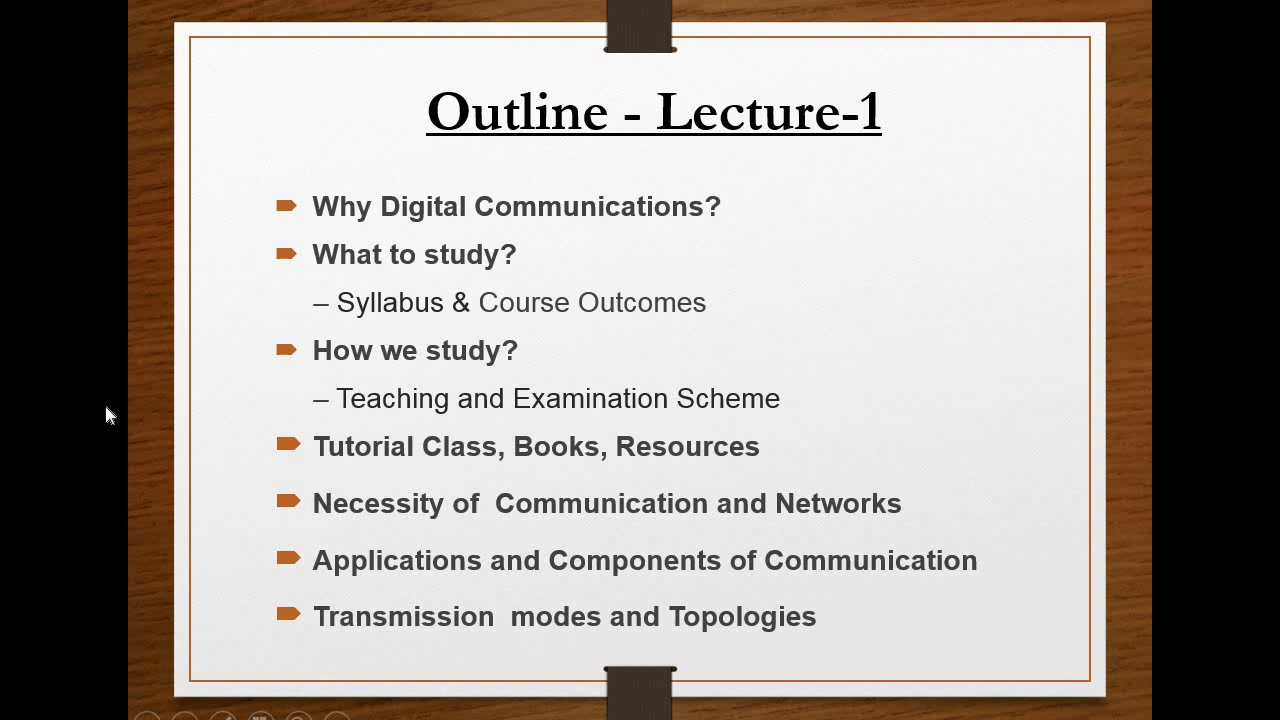 Outline - Lecture-1
Why Digital Communications?
What to study?
– Syllabus & Course Outcomes
How we study?
– Teaching and Examination Scheme
Tutorial Class, Books, Resources
Necessity of  Communication and Networks
Applications and Components of Communication
Transmission  modes and Topologies